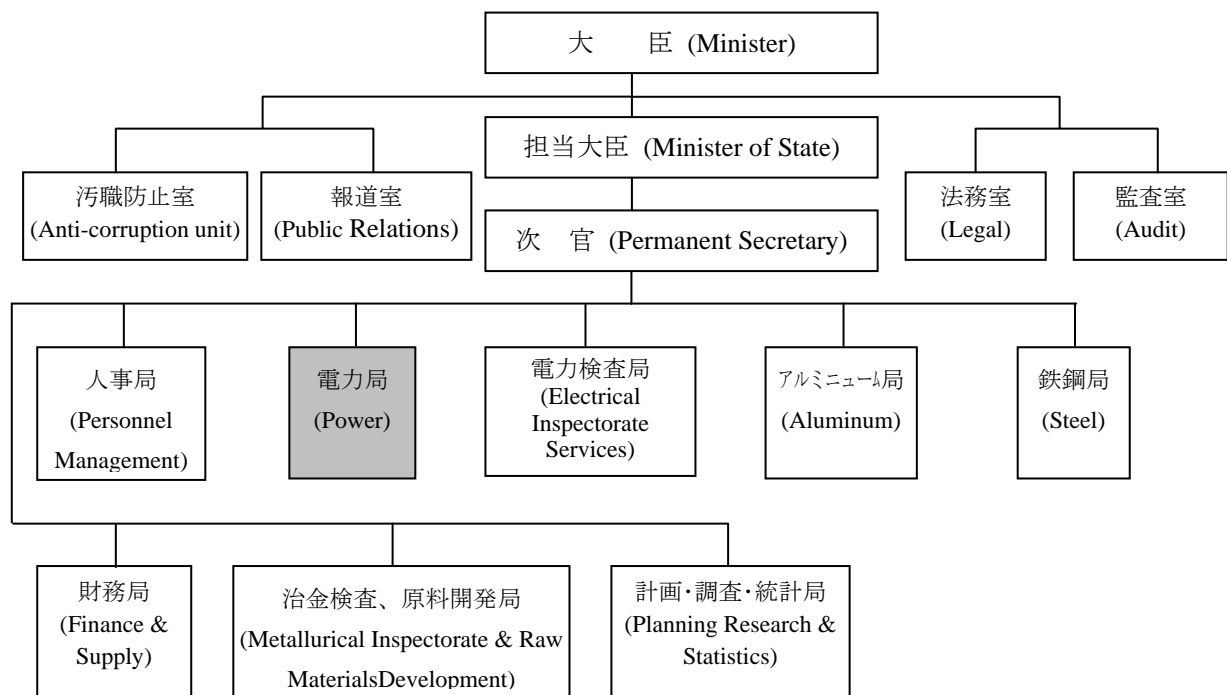 大　　臣 (Minister)
担当大臣 (Minister of State)
汚職防止室
(Anti-corruption unit)
報道室
(Public Relations)
法務室
(Legal)
監査室
(Audit)
次　官 (Permanent Secretary)
人事局
(Personnel
Management)
電力局
(Power)
電力検査局
(Electrical
Inspectorate
Services)
アルミニューム局
(Aluminum)
鉄鋼局
(Steel)
財務局
(Finance &
Supply)
治金検査、原料開発局
(Metallurical Inspectorate & Raw
MaterialsDevelopment)
計画・調査・統計局
(Planning Research &
Statistics)